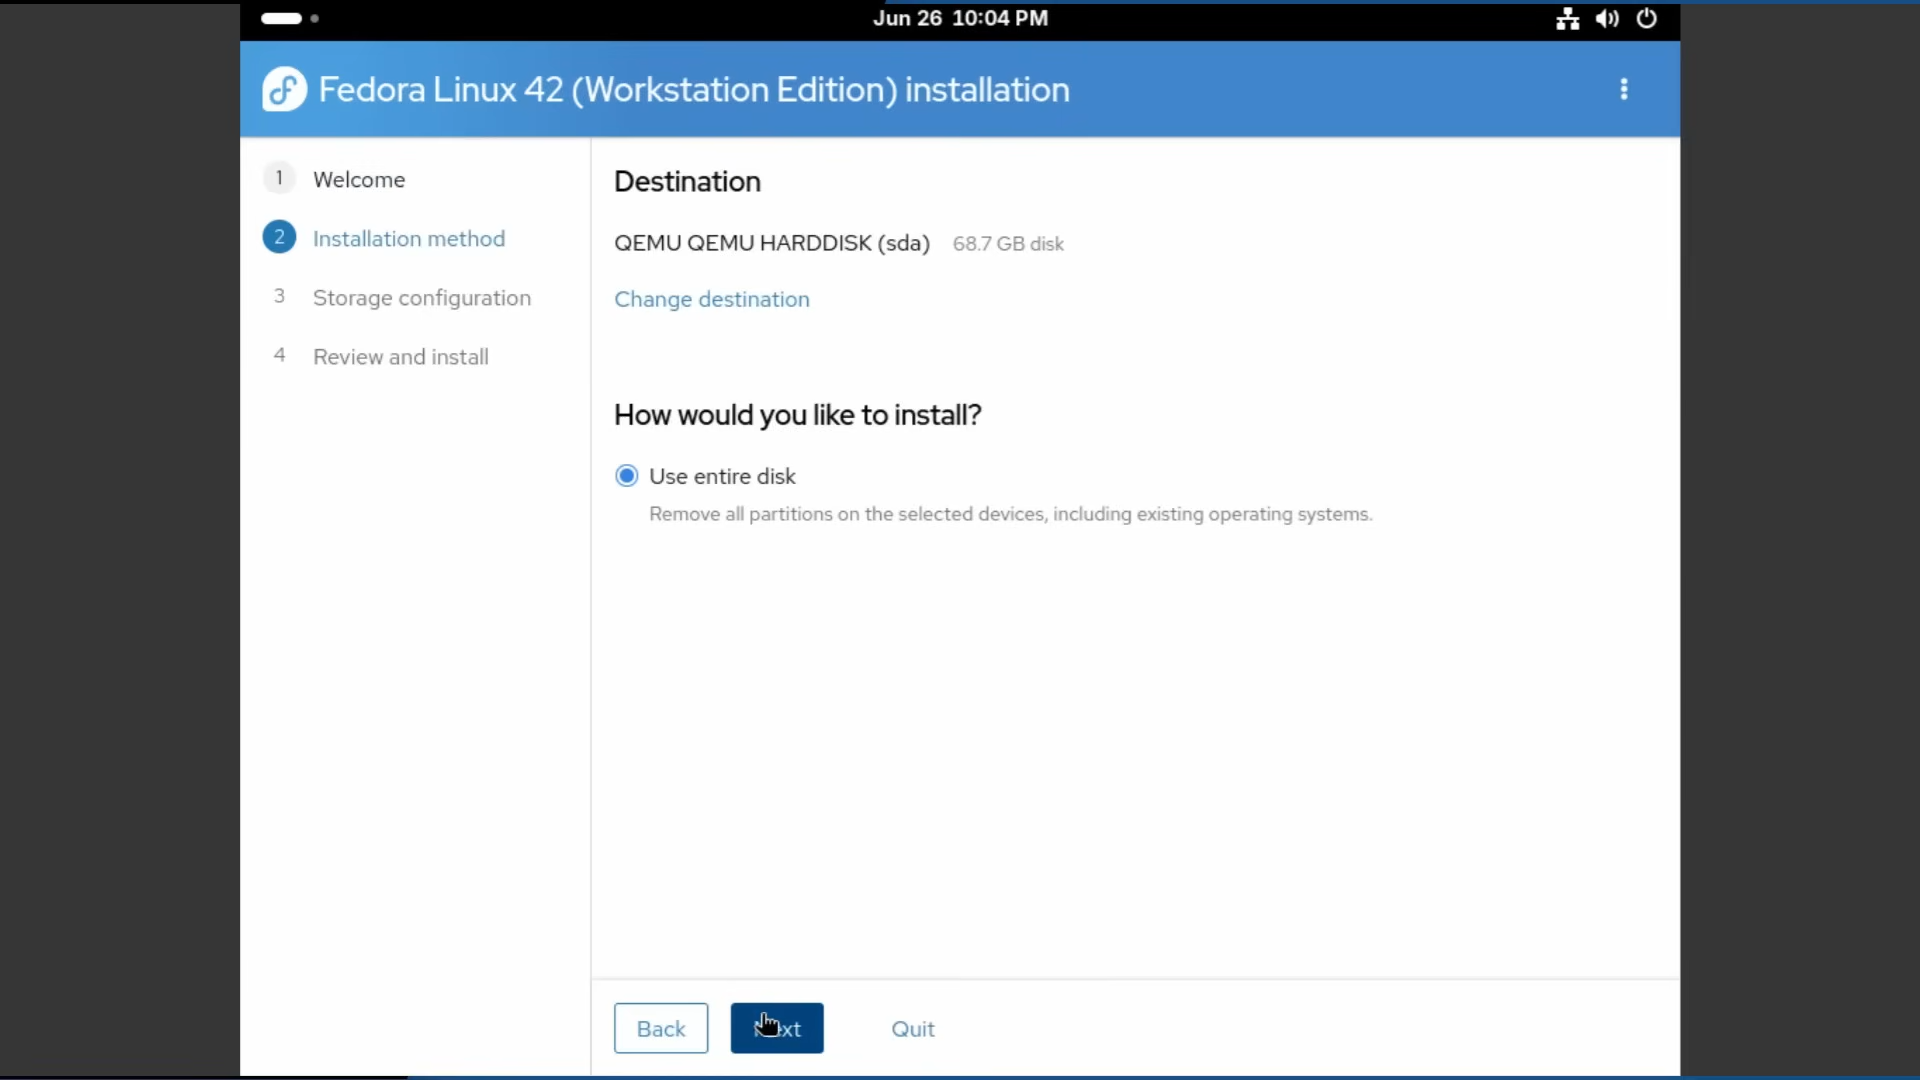 Jun 26 10:04 PM
Fedora Linux 42 (Workstation Edition) installation
1 Welcome
2 Installation method
3 Storage configuration
4 Review and install
Destination
QEMU QEMU HARDDISK (sda) 68.7 GB disk
Change destination
How would you like to install?
Use entire disk
Remove all partitions on the selected devices, including existing operating systems.
Back Next Quit